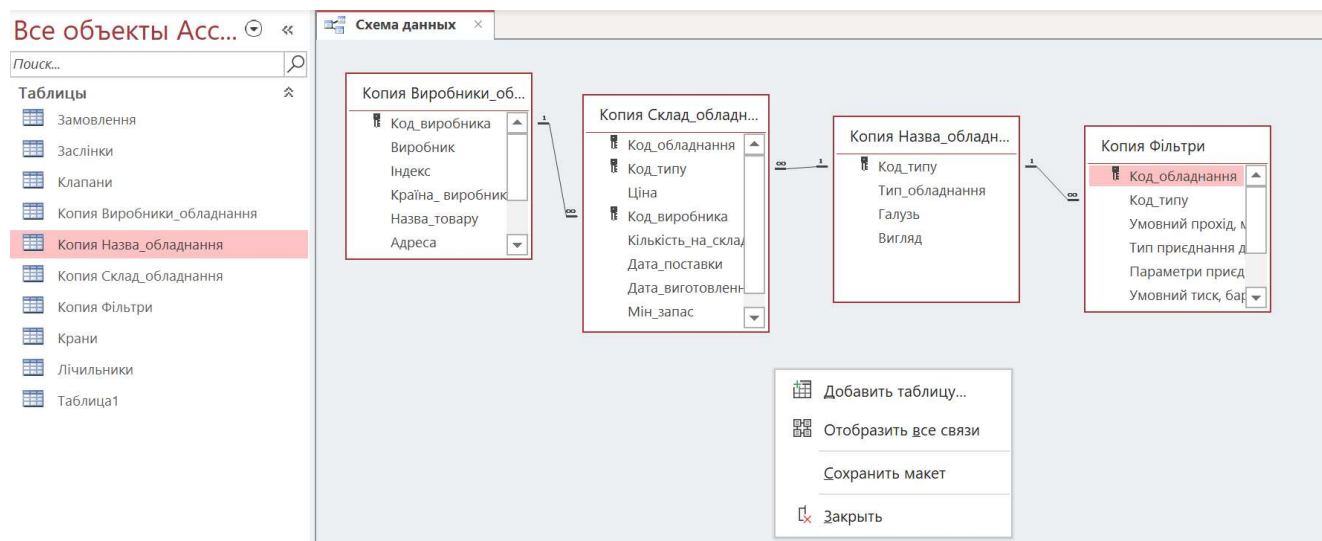 Все объекты Acc...
Поиск...
Таблицы
Замовлення
Заслінки
Клапани
Копия Виробники_обладнання
Копия Назва_обладнання
Копия Склад_обладнання
Копия Фільтри
Крани
Лічильники
Таблица1
Схема данных
Копия Виробники_об...
Код_виробника
Виробник
Індекс
Країна_ виробник
Назва_товару
Адреса
1
∞
Копия Склад_обладн...
Код_обладнання
Код_типу
Ціна
Код_виробника
Кількість_на_склад
Дата_поставки
Дата_виготовленн
Мін_запас
∞
1
Копия Назва_обладн...
Код_типу
Тип_обладнання
Галузь
Вигляд
1
∞
Копия Фільтри
Код_обладнання
Код_типу
Умовний прохід, м
Тип приєднання д
Параметри приєд
Умовний тиск, бар
Добавить таблицу...
Отобразить все связи
Сохранить макет
Закрыть